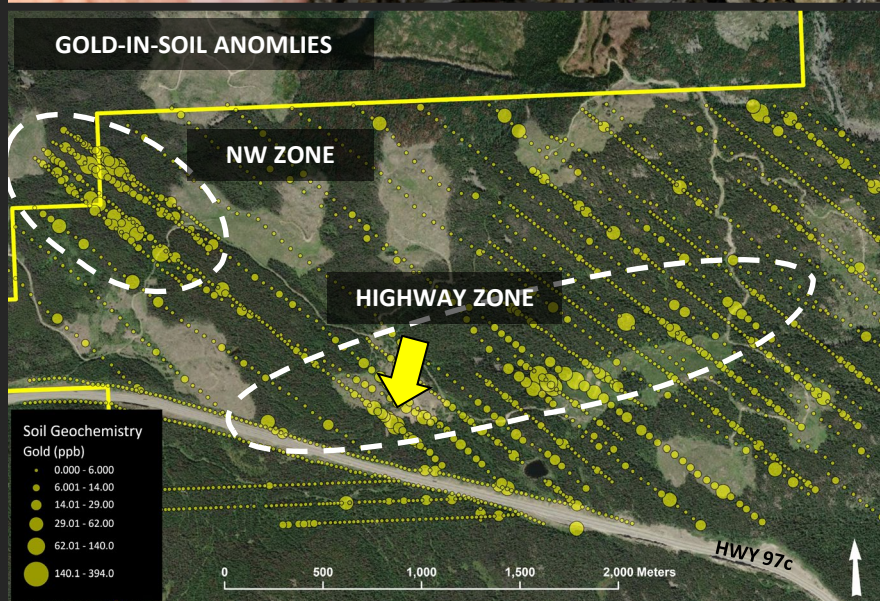 GOLD-IN-SOIL ANOMLIES
NW ZONE
HIGHWAY ZONE
Soil Geochemistry
Gold (ppb)
0.000 - 6.000
6.001 - 14.00
14.01 - 29.00
29.01 - 62.00
62.01 - 140.0
140.1 - 394.0
0 500 1,000 1,500 2,000 Meters
HWY 97c